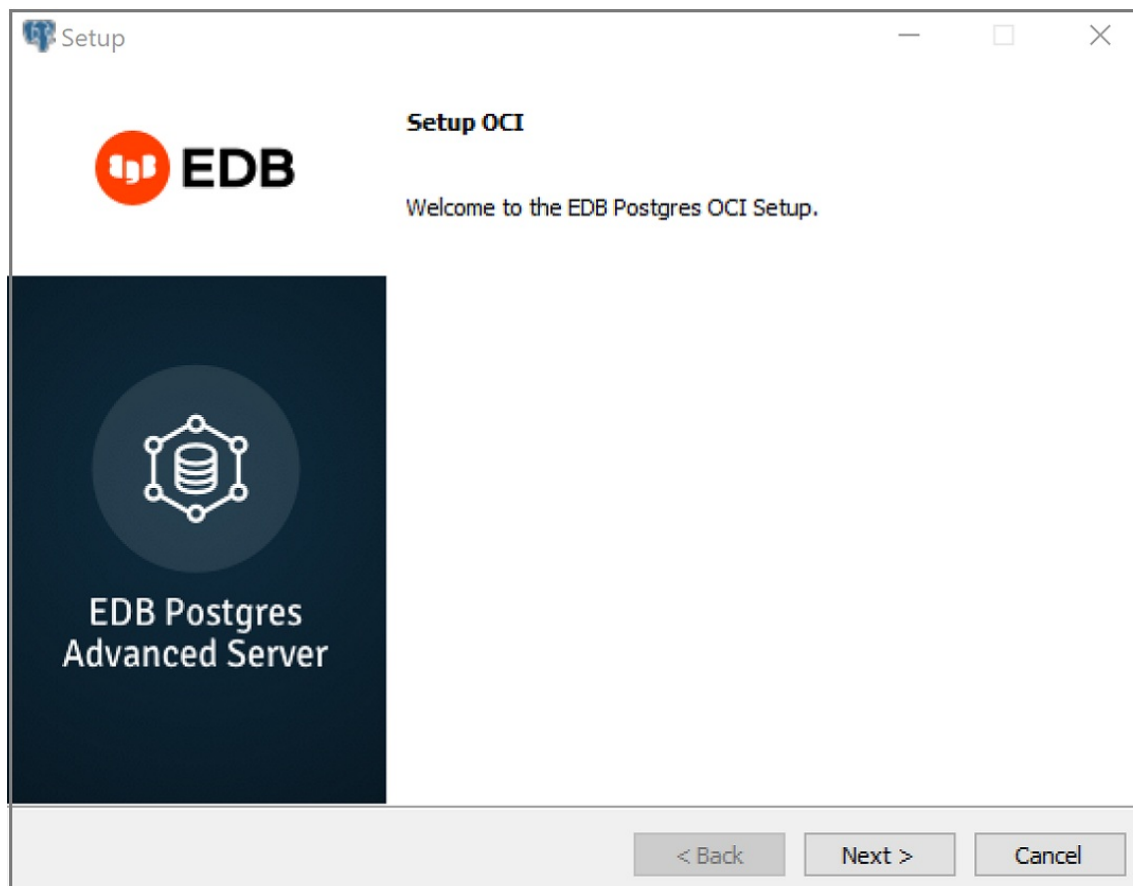 Setup
EDB
Setup OCI
Welcome to the EDB Postgres OCI Setup.
EDB Postgres
Advanced Server
< Back
Next >
Cancel